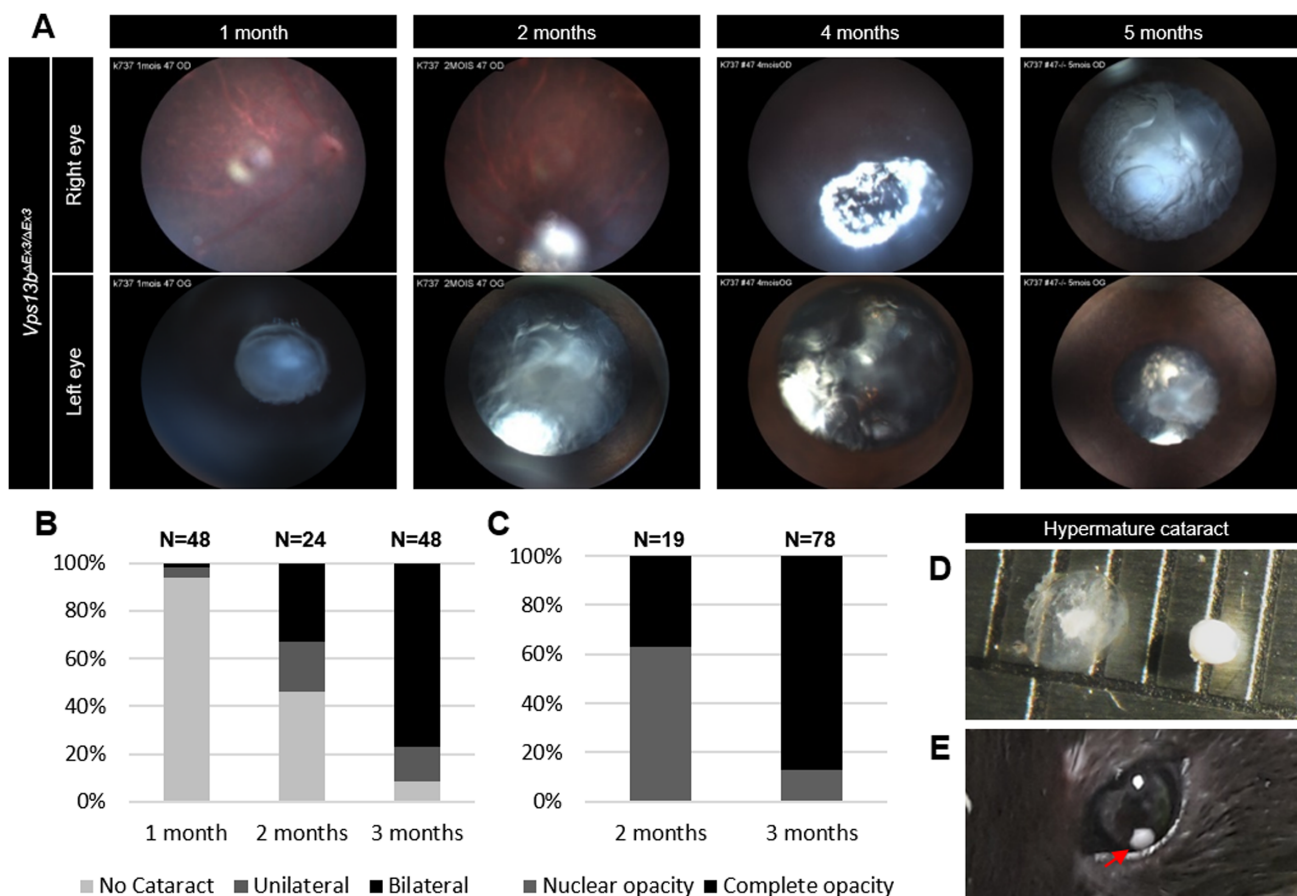 A
1 month
2 months
4 months
5 months
Vps13b ΔEx3/ΔEx3
Right eye
k737 1mois 47 OD
K737 2MOIS 47 OD
K737 #47 4moisOD
K737 #47-/- 5mois OD
Left eye
k737 1mois 47 OG
K737 2MOIS 47 OG
K737 #47 4moisOG
K737 #47-/- 5mois OG
B
N=48
N=24
N=48
100%
80%
60%
40%
20%
0%
1 month
2 months
3 months
No Cataract
Unilateral
Bilateral
C
N=19
N=78
100%
80%
60%
40%
20%
0%
2 months
3 months
Nuclear opacity
Complete opacity
Hypermature cataract
D
E